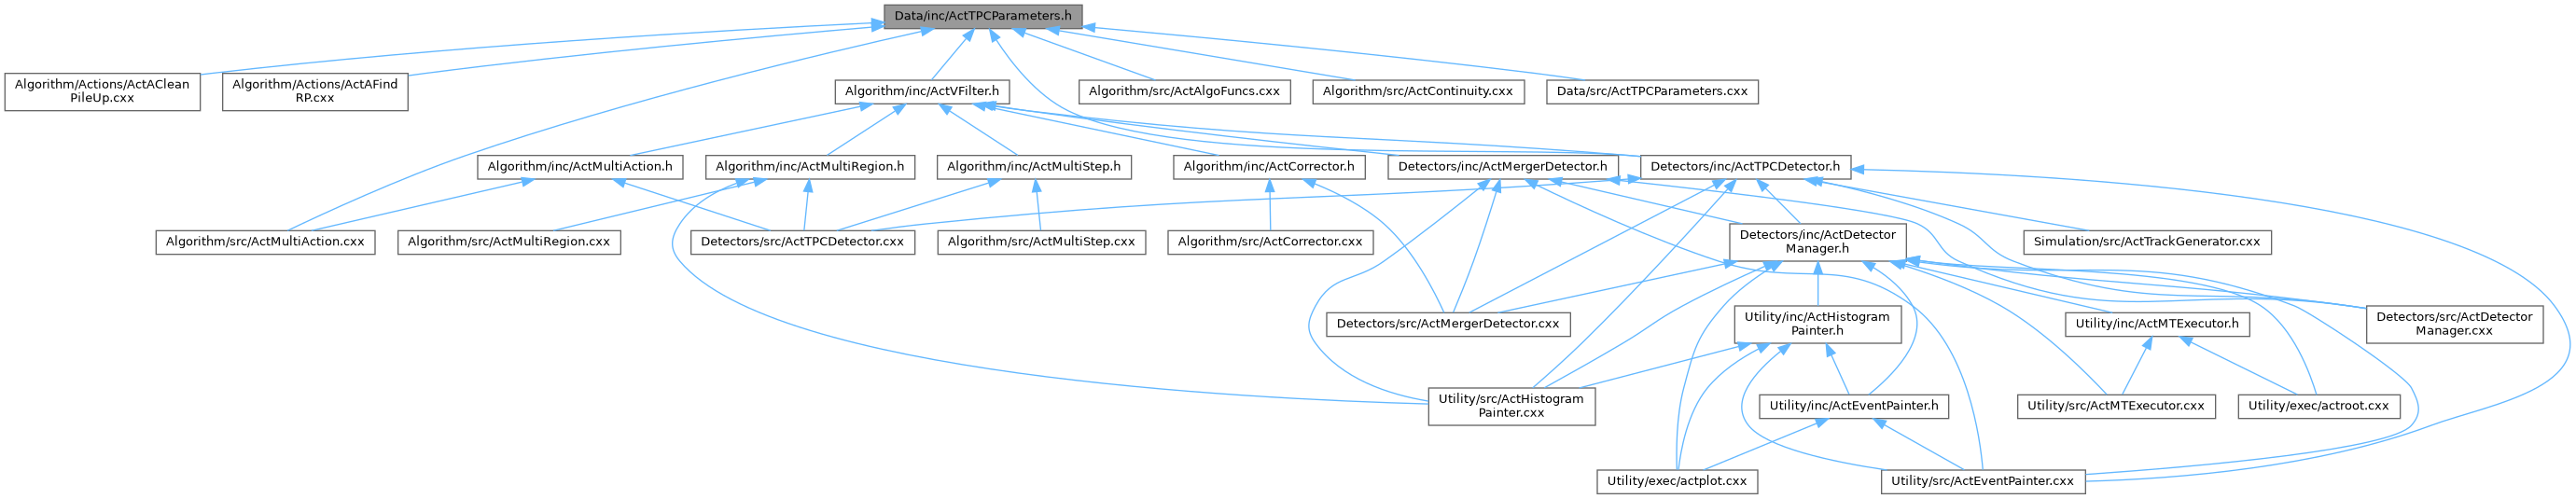 Data/inc/ActTPCParameters.h
Algorithm/Actions/ActAClean
PileUp.cxx
Algorithm/Actions/ActAFind
RP.cxx
Algorithm/inc/ActVFilter.h
Algorithm/src/ActAlgoFuncs.cxx
Algorithm/src/ActContinuity.cxx
Data/src/ActTPCParameters.cxx
Algorithm/inc/ActMultiAction.h
Algorithm/inc/ActMultiRegion.h
Algorithm/inc/ActMultiStep.h
Algorithm/inc/ActCorrector.h
Detectors/inc/ActMergerDetector.h
Detectors/inc/ActTPCDetector.h
Algorithm/src/ActMultiAction.cxx
Algorithm/src/ActMultiRegion.cxx
Detectors/src/ActTPCDetector.cxx
Algorithm/src/ActMultiStep.cxx
Algorithm/src/ActCorrector.cxx
Detectors/inc/ActDetector
Manager.h
Simulation/src/ActTrackGenerator.cxx
Detectors/src/ActMergerDetector.cxx
Utility/inc/ActHistogram
Painter.h
Utility/inc/ActMTExecutor.h
Detectors/src/ActDetector
Manager.cxx
Utility/src/ActHistogram
Painter.cxx
Utility/inc/ActEventPainter.h
Utility/src/ActMTExecutor.cxx
Utility/exec/actroot.cxx
Utility/exec/actplot.cxx
Utility/src/ActEventPainter.cxx